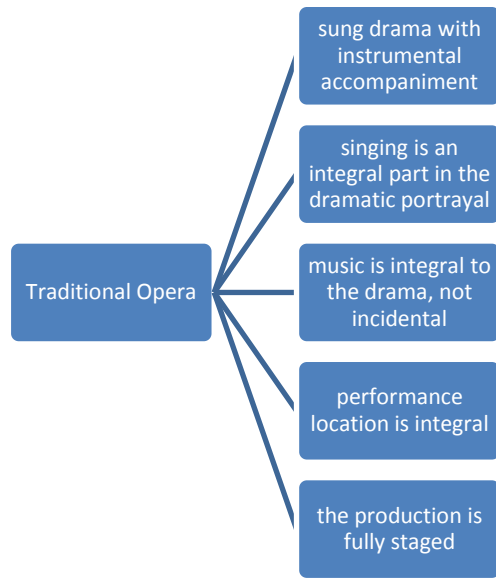 sung drama with
instrumental
accompaniment
singing is an
integral part in the
dramatic portrayal
Traditional Opera
music is integral to
the drama, not
incidental
performance
location is integral
the production is
fully staged